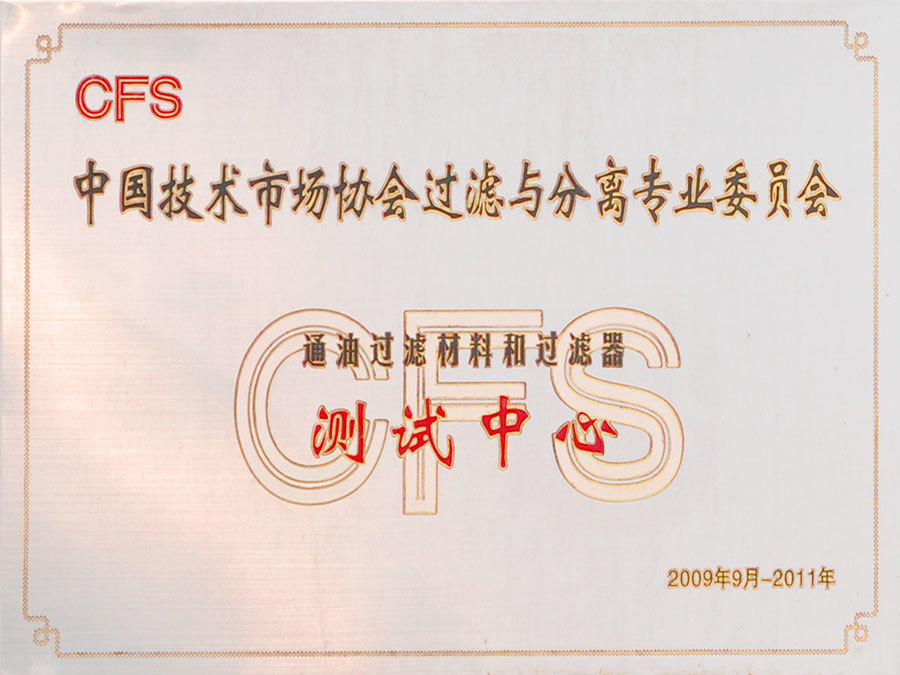 CFS
中国技术市场协会过滤与分离专业委员会
CFS
通油过滤材料和过滤器
测试中心
2009年9月-2011年